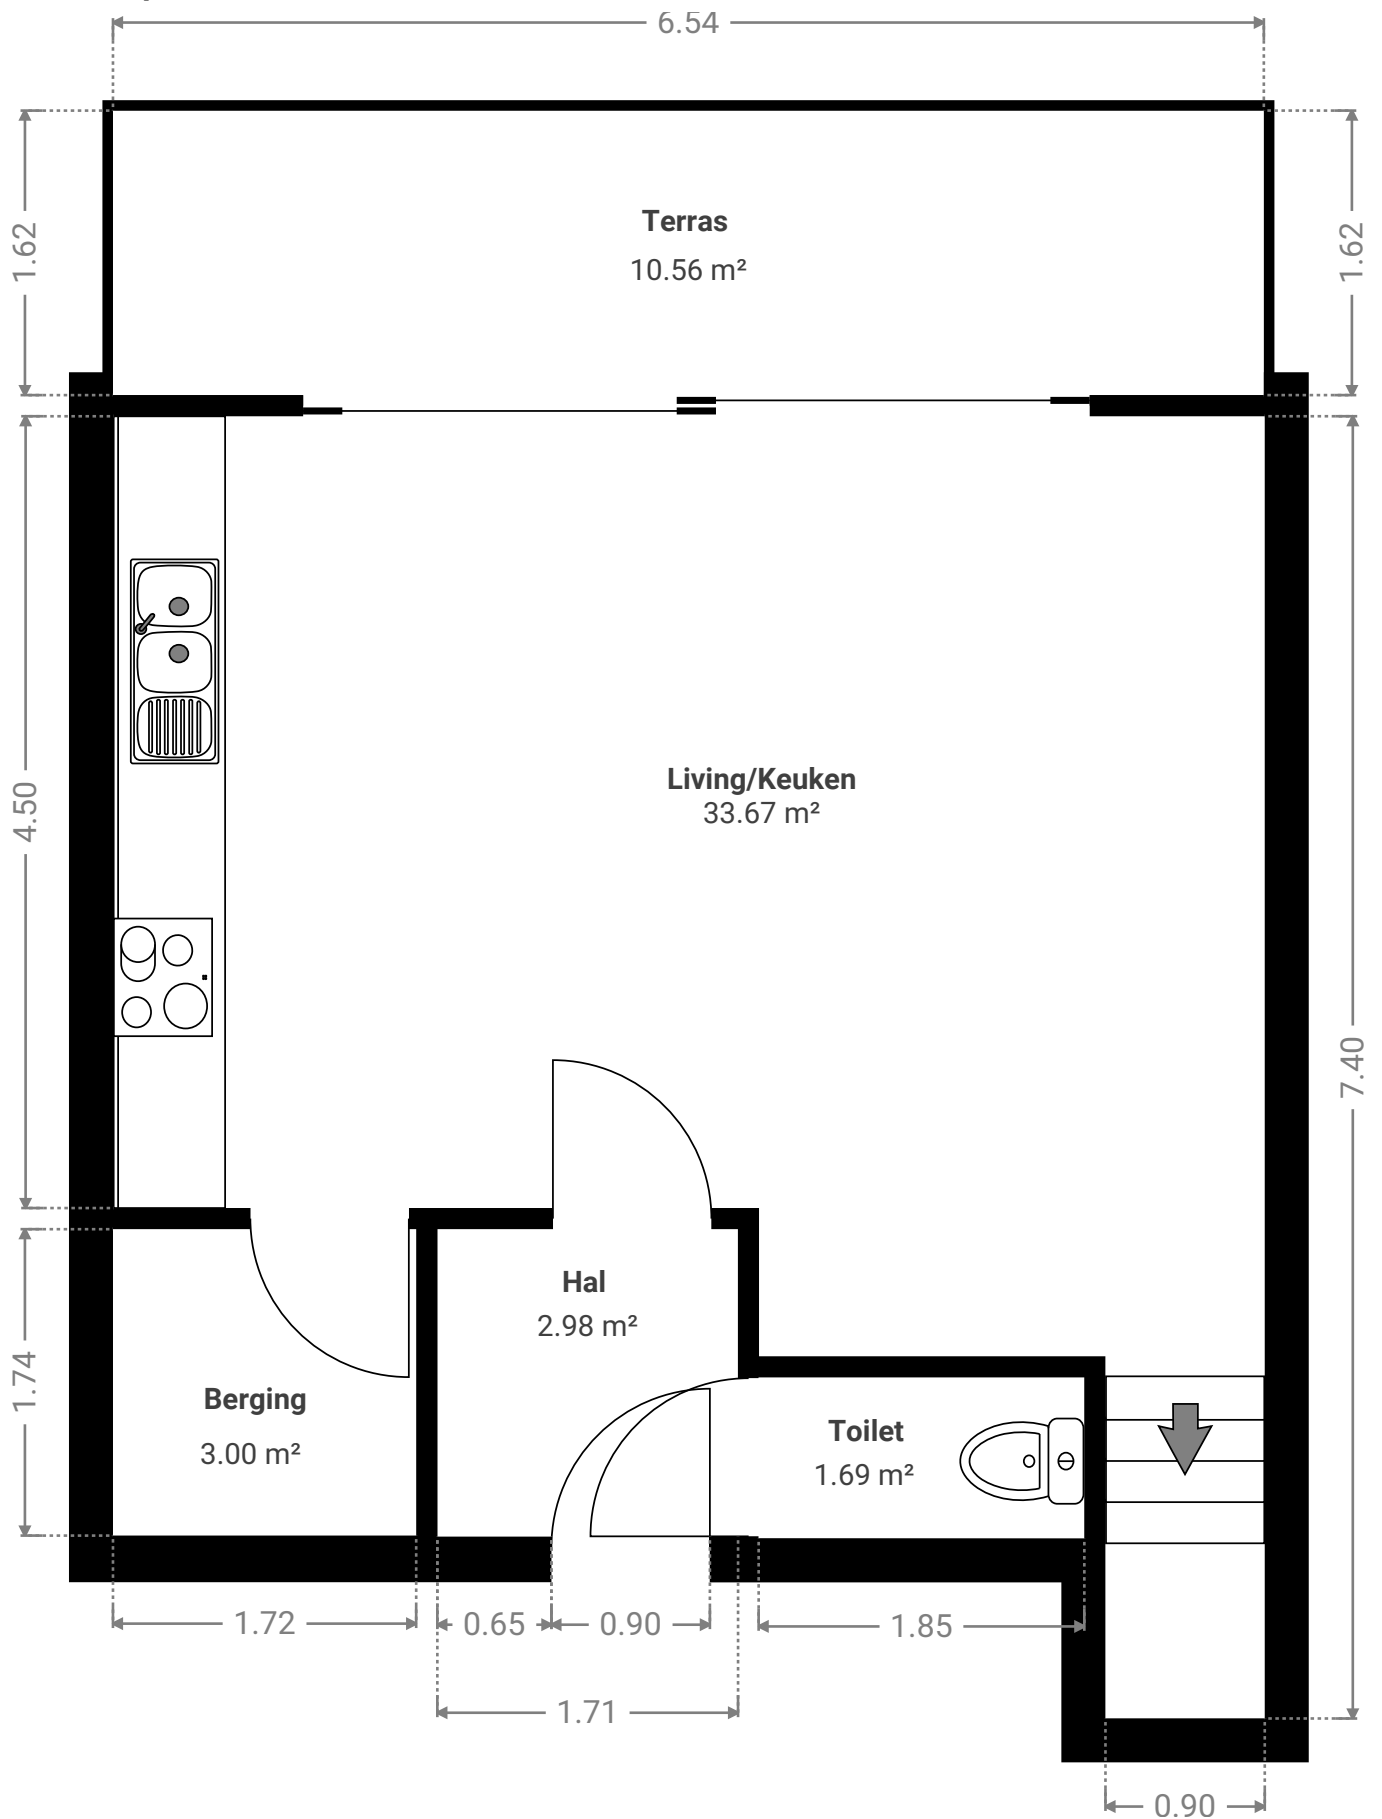 6.54
1.62
1.62
Terras
10.56 m²
4.50
Living/Keuken
33.67 m²
7.40
Hal
2.98 m²
1.74
Berging
3.00 m²
Toilet
1.69 m²
1.72
0.65
0.90
1.85
1.71
0.90